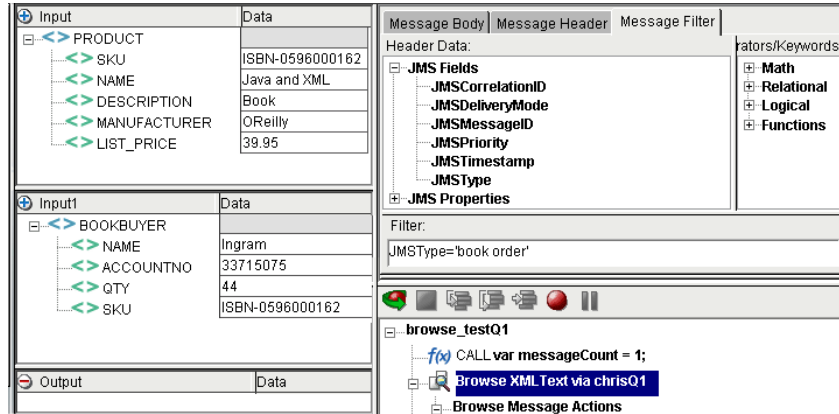 Input Data
PRODUCT
SKU ISBN-0596000162
NAME Java and XML
DESCRIPTION Book
MANUFACTURER OReilly
LIST_PRICE 39.95
Input1 Data
BOOKBUYER
NAME Ingram
ACCOUNTNO 33715075
QTY 44
SKU ISBN-0596000162
Output Data
Message Body Message Header Message Filter
Header Data: rators/Keywords
JMS Fields
JMSCorrelationID
JMSDeliveryMode
JMSMessageID
JMSPriority
JMSTimestamp
JMSType
JMS Properties
Math
Relational
Logical
Functions
Filter:
JMSType='book order'
browse_testQ1
f(x) CALL var messageCount = 1;
Browse XMLText via chrisQ1
Browse Message Actions